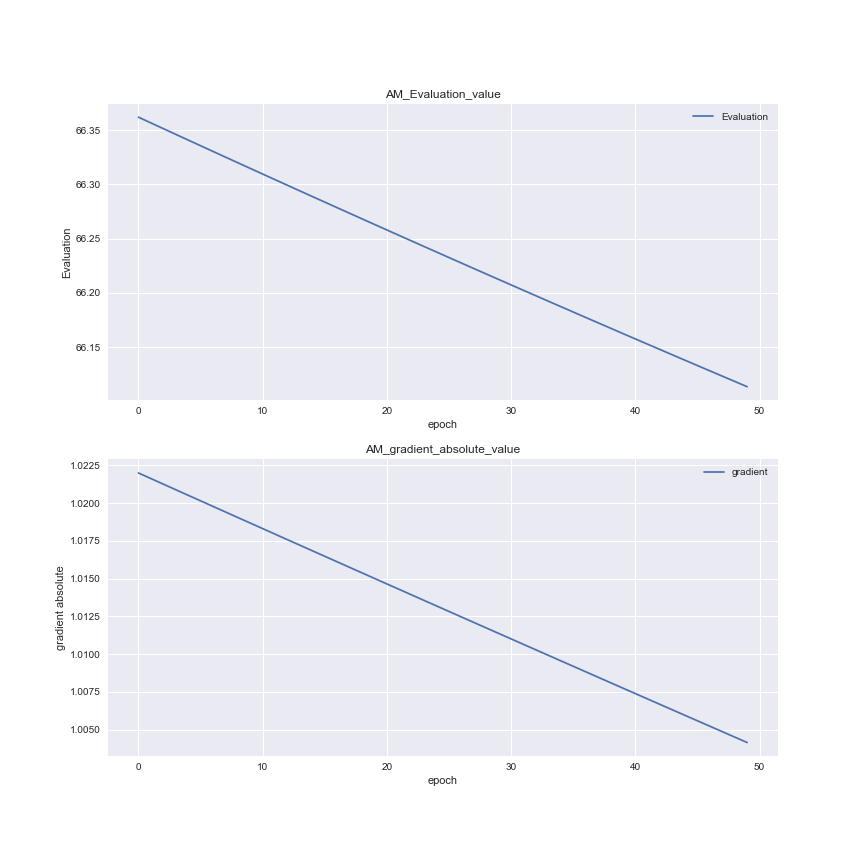 AM_Evaluation_value
Evaluation
66.35
66.30
66.25
66.20
66.15
Evaluation
0 10 20 30 40 50
epoch
AM_gradient_absolute_value
gradient
1.0225
1.0200
1.0175
1.0150
1.0125
1.0100
1.0075
1.0050
gradient absolute
0 10 20 30 40 50
epoch